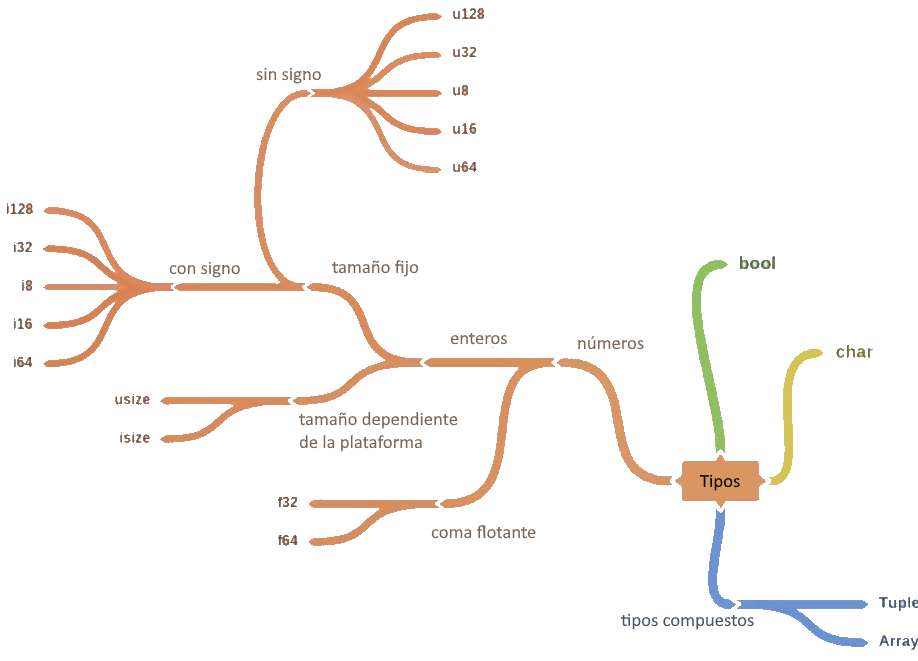 u128
sin signo
u32
u8
u16
u64
i128
i32
con signo
tamaño fijo
i8
i16
i64
bool
enteros
números
char
usize
isize
tamaño dependiente
de la plataforma
Tipos
f32
f64
coma flotante
tipos compuestos
Tuple
Array